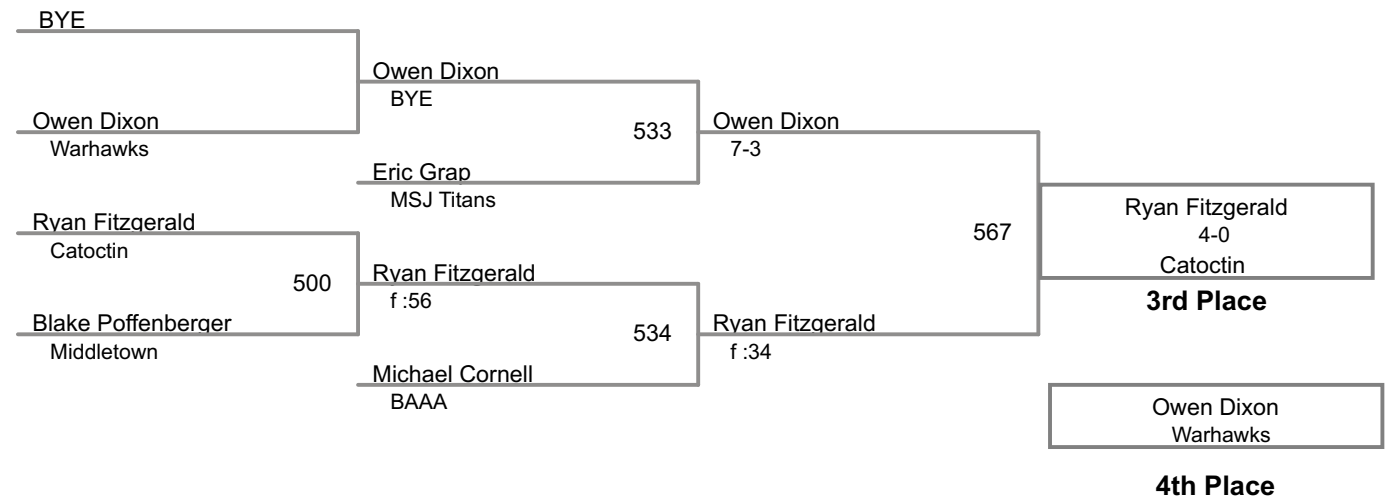 BYE
Owen Dixon
BYE
Owen Dixon
Warhawks
533
Owen Dixon
7-3
Eric Grap
MSJ Titans
Ryan Fitzgerald
Catoctin
500
Ryan Fitzgerald
f :56
Blake Poffenberger
Middletown
534
Ryan Fitzgerald
f :34
Michael Cornell
BAAA
567
Ryan Fitzgerald
4-0
Catoctin
3rd Place
Owen Dixon
Warhawks
4th Place